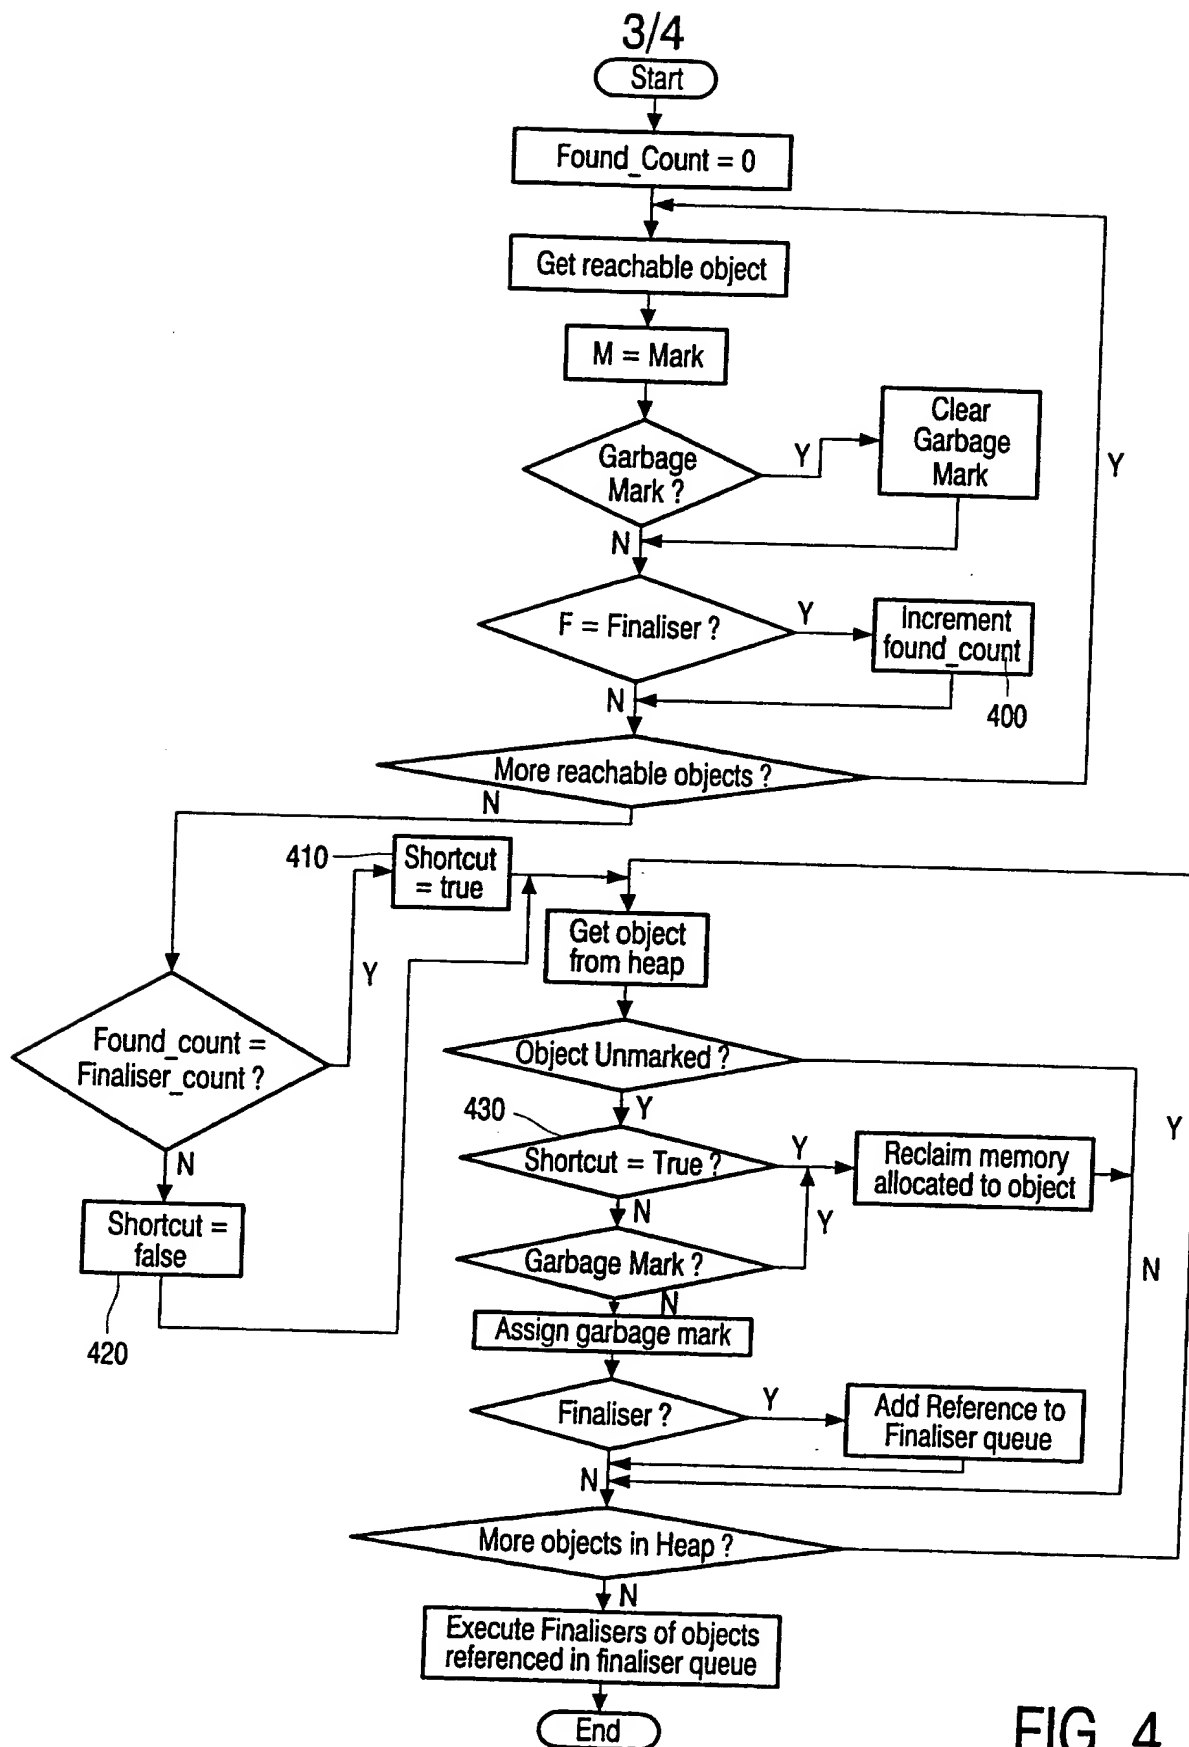 3/4
Start
Found_Count = 0
Get reachable object
M = Mark
Garbage
Mark ?
Y
Clear
Garbage
Mark
Y
N
F = Finaliser ?
Y
Increment
found_count
400
N
More reachable objects ?
N
410
Shortcut
= true
Get object
from heap
Y
Found_count =
Finaliser_count ?
Object Unmarked ?
430
Y
Y
N
Shortcut = True ?
Y
Reclaim memory
allocated to object
Shortcut =
false
N
Y
Garbage Mark ?
N
N
420
Assign garbage mark
Finaliser ?
Y
Add Reference to
Finaliser queue
N
More objects in Heap ?
N
Execute Finalisers of objects
referenced in finaliser queue
End
FIG. 4